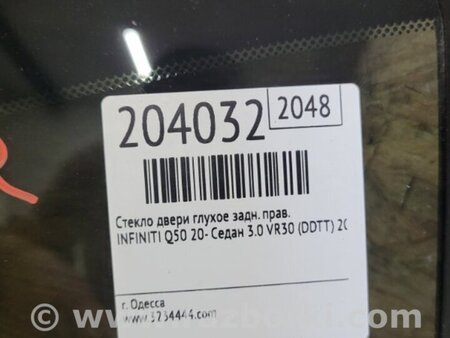 204032
2048
Стекло двери глухое задн. прав.
INFINITI Q50 20- Седан 3.0 VR30 (DDTT) 20
г. Одесса
www.3234444.com